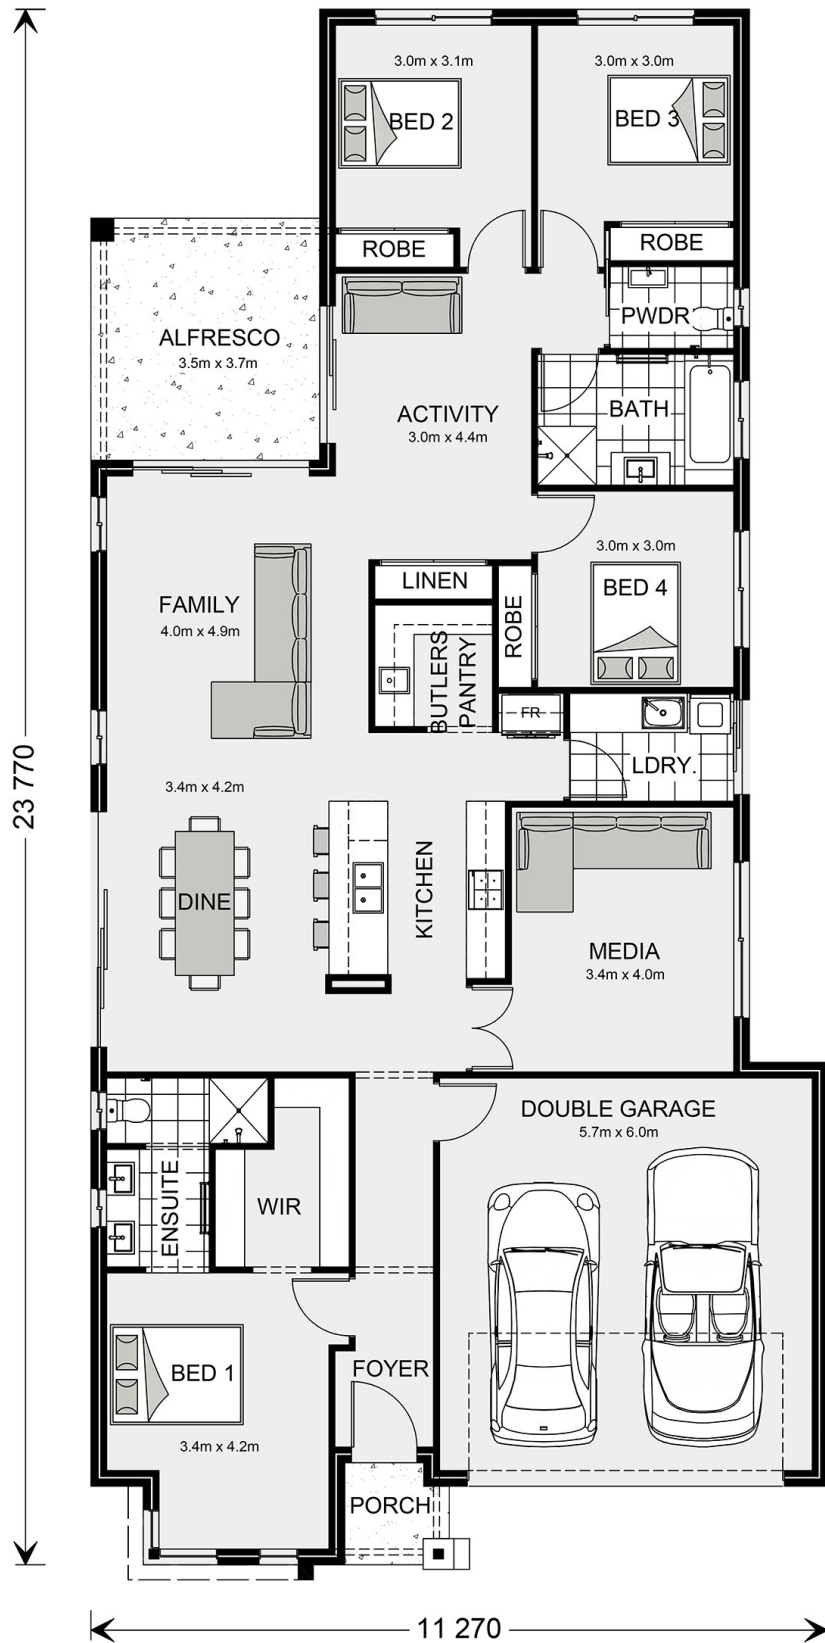 3.0m x 3.1m
BED 2
ROBE
3.0m x 3.0m
BED 3
ROBE
PWDR
ALFRESCO
3.5m x 3.7m
ACTIVITY
3.0m x 4.4m
BATH
3.0m x 3.0m
BED 4
ROBE
LINEN
BUTLERS
PANTRY
FAMILY
4.0m x 4.9m
FR
LDRY.
23 770
3.4m x 4.2m
DINE
KITCHEN
MEDIA
3.4m x 4.0m
DOUBLE GARAGE
5.7m x 6.0m
ENSUITE
WIR
BED 1
3.4m x 4.2m
FOYER
PORCH
11 270